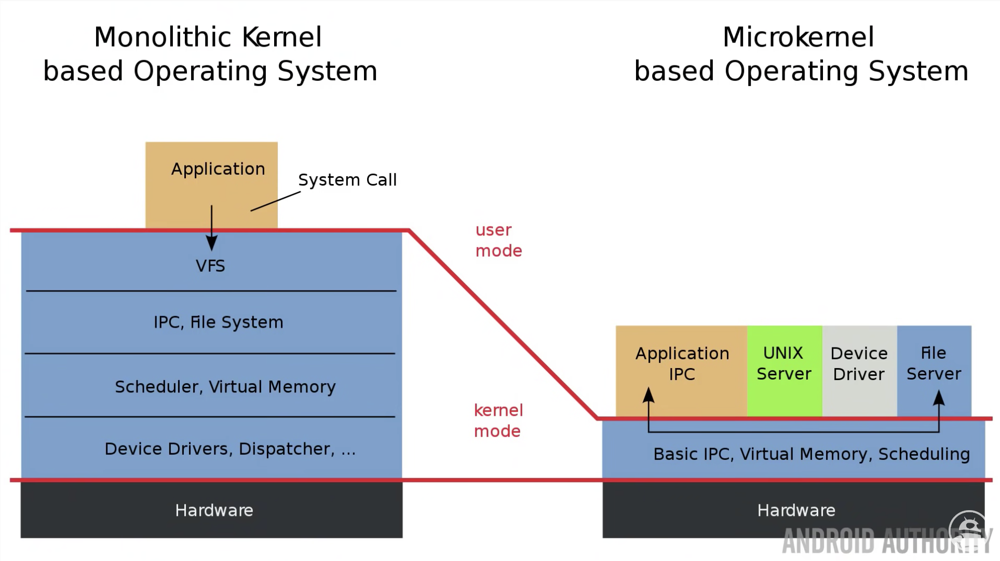 Monolithic Kernel
based Operating System
Microkernel
based Operating System
Application
System Call
user
mode
VFS
IPC, File System
Scheduler, Virtual Memory
Device Drivers, Dispatcher, ...
Hardware
kernel
mode
Application
IPC
UNIX
Server
Device
Driver
File
Server
Basic IPC, Virtual Memory, Scheduling
Hardware
ANDROID AUTHORITY